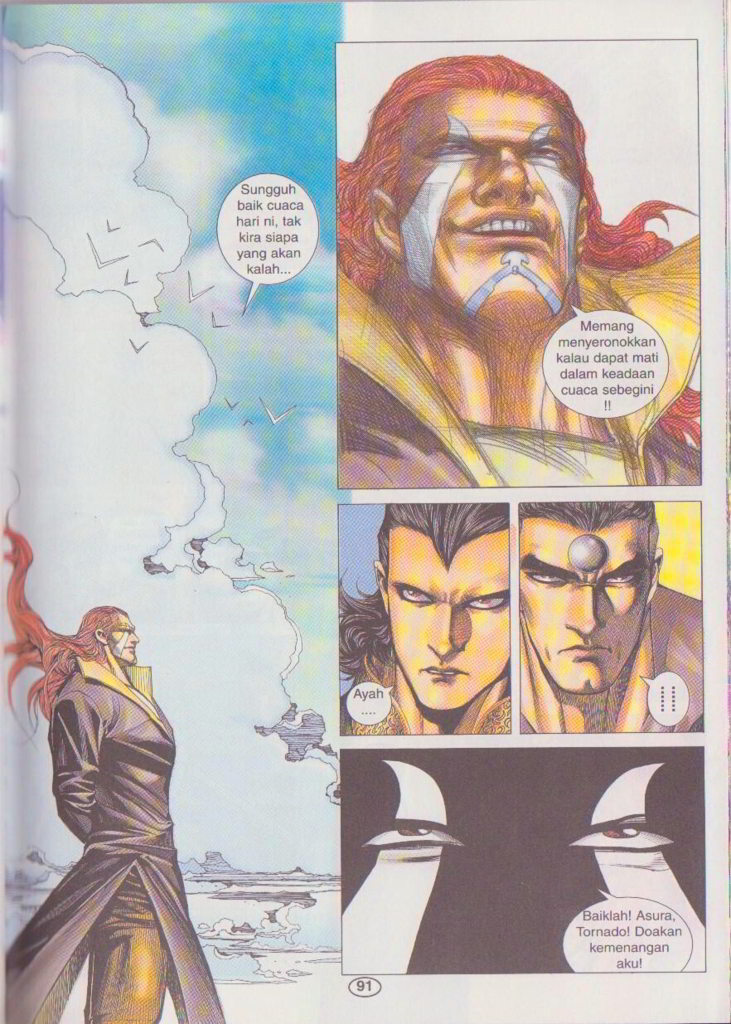 Sungguh
baik cuaca
hari ni, tak
kira siapa
yang akan
kalah...
Memang
menyeronokkan
kalau dapat mati
dalam keadaan
cuaca sebegini
!!
Ayah
....
Baiklah! Asura,
Tornado! Doakan
kemenangan
aku!
91